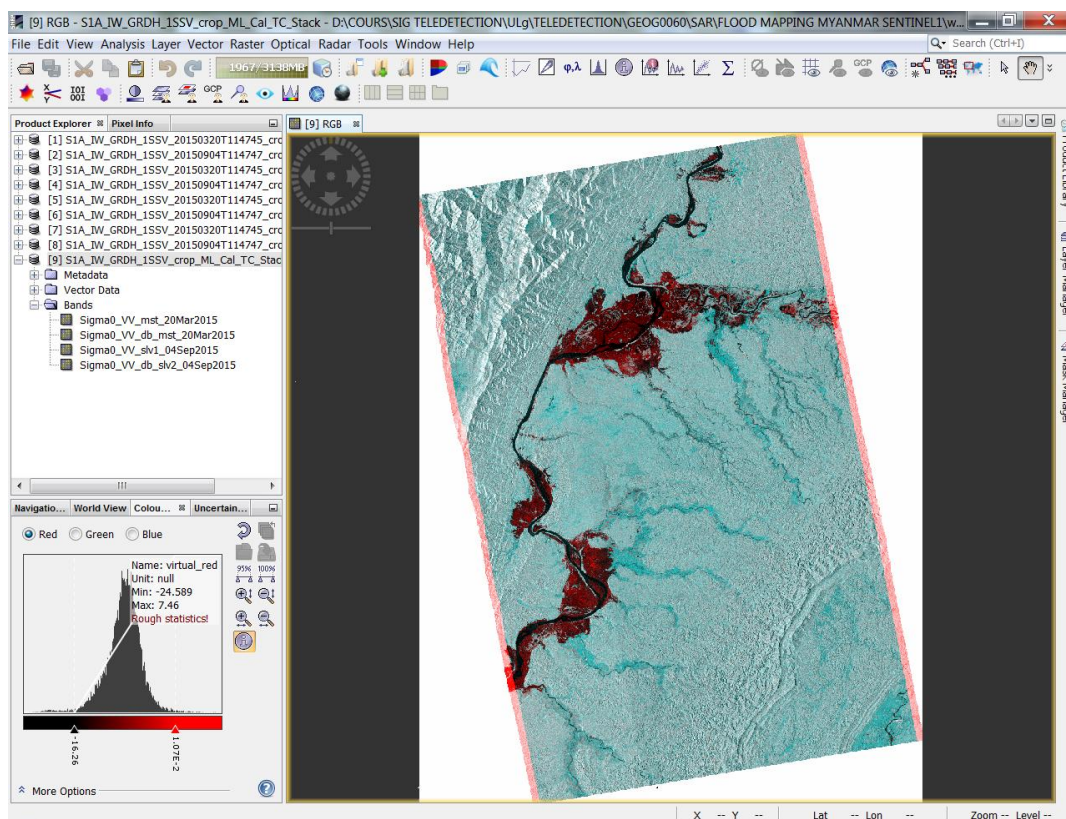 [9] RGB - S1A_IW_GRDH_1SSV_crop_ML_Cal_TC_Stack - D:\COURS\SIG TELEDETECTION\ULg\TELEDETECTION\GEOG0060\SAR\FLOOD MAPPING MYANMAR SENTINEL1\w...
File Edit View Analysis Layer Vector Raster Optical Radar Tools Window Help
Search (Ctrl+I)
1967/3138MB
φ,λ
GCP
GCP
Product Explorer Pixel Info
[9] RGB
[1] S1A_IW_GRDH_1SSV_20150320T114745_cro
[2] S1A_IW_GRDH_1SSV_20150904T114747_cro
[3] S1A_IW_GRDH_1SSV_20150320T114745_cro
[4] S1A_IW_GRDH_1SSV_20150904T114747_cro
[5] S1A_IW_GRDH_1SSV_20150320T114745_cro
[6] S1A_IW_GRDH_1SSV_20150904T114747_cro
[7] S1A_IW_GRDH_1SSV_20150320T114745_cro
[8] S1A_IW_GRDH_1SSV_20150904T114747_cro
[9] S1A_IW_GRDH_1SSV_crop_ML_Cal_TC_Stac
Metadata
Vector Data
Bands
Sigma0_VV_mst_20Mar2015
Sigma0_VV_db_mst_20Mar2015
Sigma0_VV_slv1_04Sep2015
Sigma0_VV_db_slv2_04Sep2015
Layer Manager
Mask Manager
Navigatio... World View Colou... Uncertain...
Red Green Blue
Name: virtual_red
Unit: null
Min: -24.589
Max: 7.46
Rough statistics!
95% 100%
-16.26
1.07E-2
More Options
X -- Y -- Lat -- Lon -- Zoom -- Level --